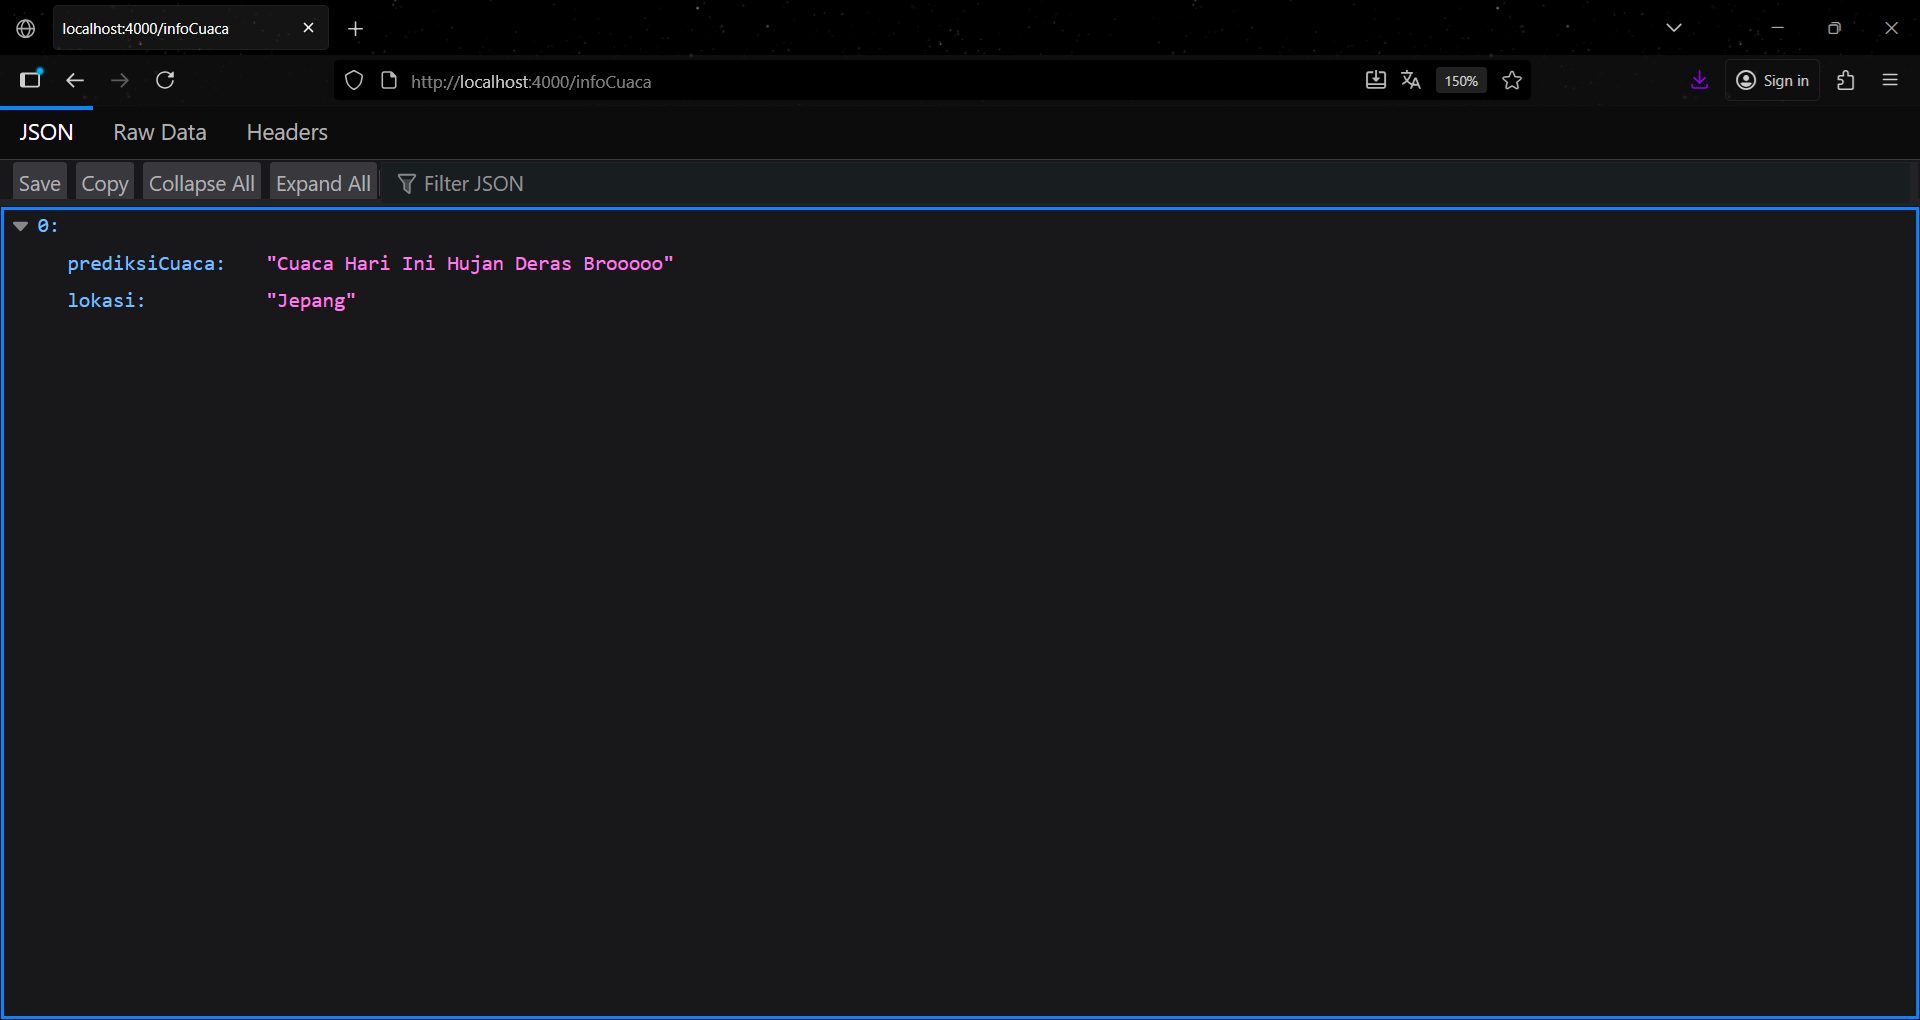 localhost:4000/infoCuaca
http://localhost:4000/infoCuaca
150%
Sign in
JSON Raw Data Headers
Save Copy Collapse All Expand All Filter JSON
0:
prediksiCuaca: "Cuaca Hari Ini Hujan Deras Brooooo"
lokasi: "Jepang"